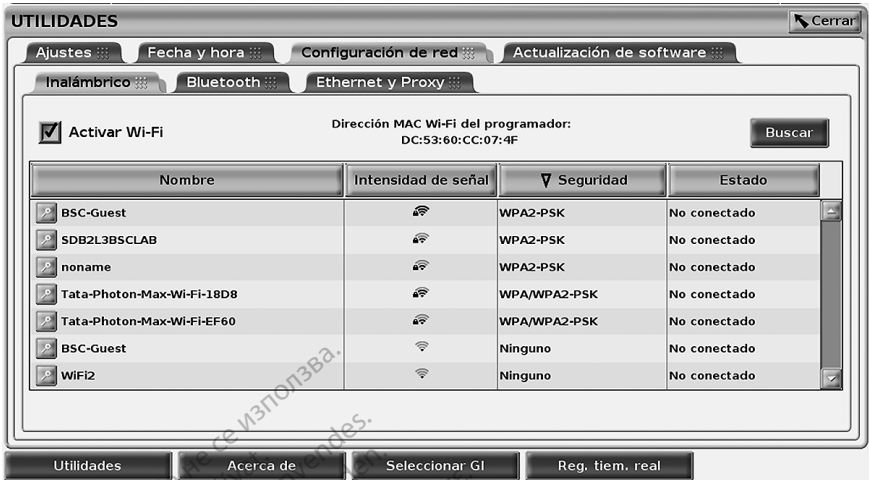 UTILIDADES
Cerrar
Ajustes
Fecha y hora
Configuración de red
Actualización de software
Inalámbrico
Bluetooth
Ethernet y Proxy
Activar Wi-Fi
Dirección MAC Wi-Fi del programador:
DC:53:60:CC:07:4F
Buscar
Nombre Intensidad de señal Seguridad Estado
BSC-Guest WPA2-PSK No conectado
SDB2L3BSCLAB WPA2-PSK No conectado
noname WPA2-PSK No conectado
Tata-Photon-Max-Wi-Fi-18D8 WPA/WPA2-PSK No conectado
Tata-Photon-Max-Wi-Fi-EF60 WPA/WPA2-PSK No conectado
BSC-Guest Ninguno No conectado
WiFi2 Ninguno No conectado
не се използва.
Utilidades
Acerca de
Seleccionar GI
Reg. tiem. real